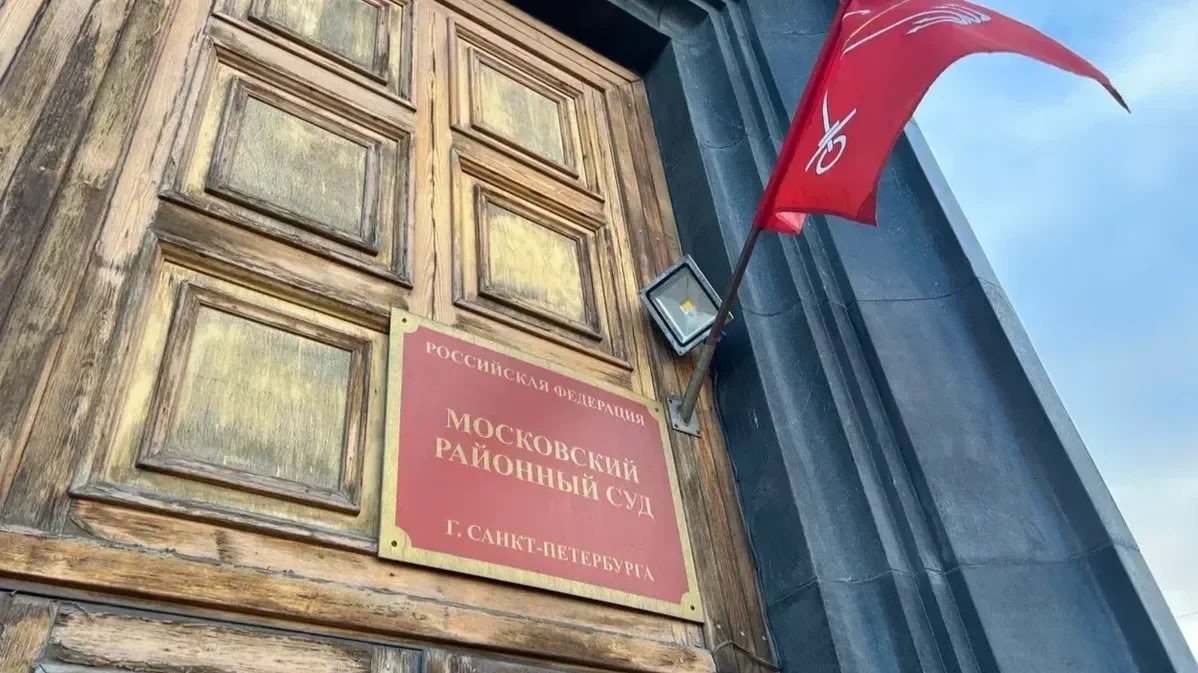 РОССИЙСКАЯ ФЕДЕРАЦИЯ
МОСКОВСКИЙ
РАЙОННЫЙ СУД
Г. САНКТ-ПЕТЕРБУРГА